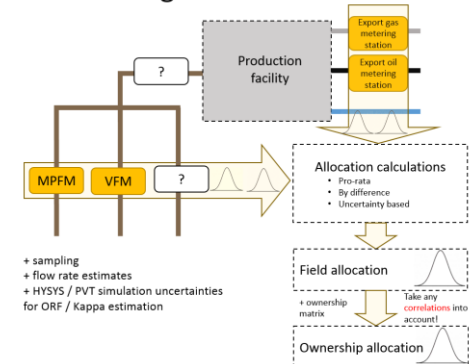 Export gas
metering
station
Export oil
metering
station
?
Production
facility
MPFM
VFM
?
Allocation calculations
• Pro-rata
• By difference
• Uncertainty based
+ sampling
+ flow rate estimates
+ HYSYS / PVT simulation uncertainties
for ORF / Kappa estimation
Field allocation
+ ownership
matrix
Take any
correlations into
account!
Ownership allocation